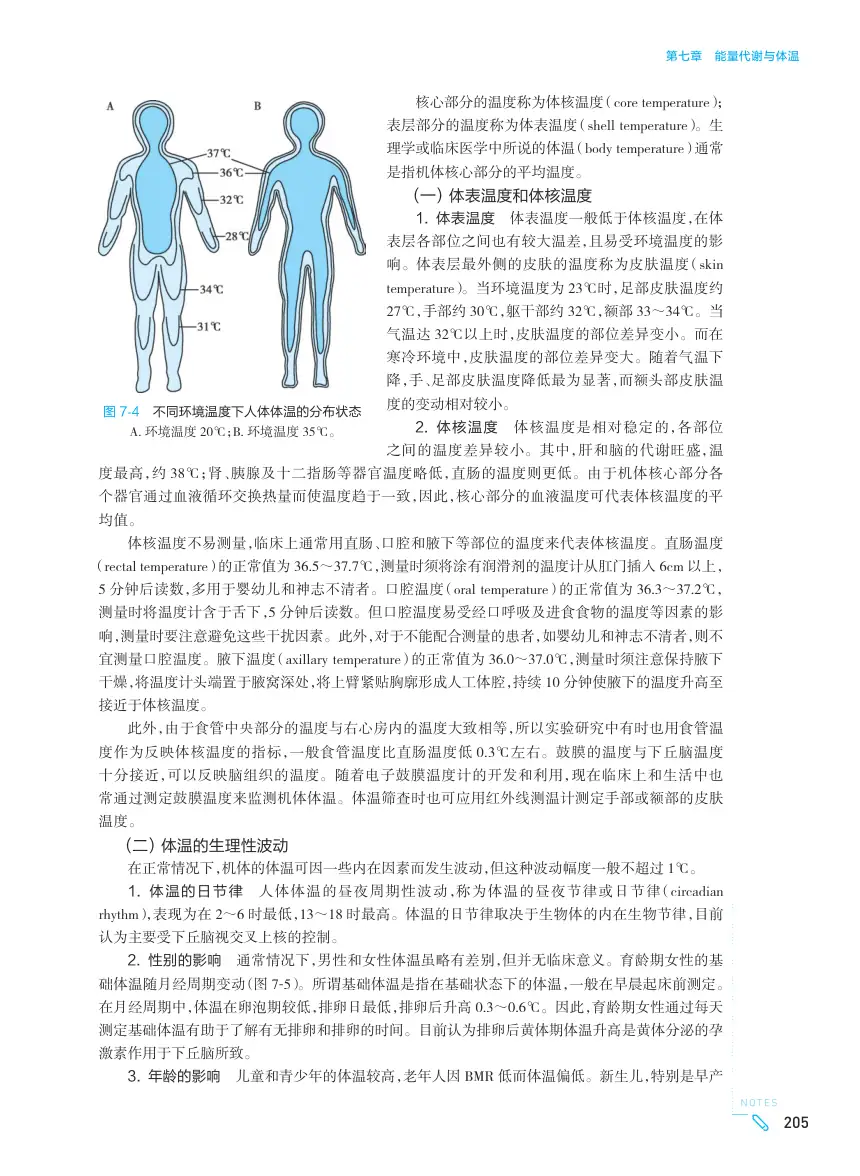 第七章 能量代谢与体温
A
B
37℃
36℃
32℃
28℃
34℃
31℃
图 7-4 不同环境温度下人体体温的分布状态
A. 环境温度 20℃；B. 环境温度 35℃。
核心部分的温度称为体核温度（core temperature）；
表层部分的温度称为体表温度（shell temperature）。生
理学或临床医学中所说的体温（body temperature）通常
是指机体核心部分的平均温度。
（一）体表温度和体核温度
1. 体表温度 体表温度一般低于体核温度，在体
表层各部位之间也有较大温差，且易受环境温度的影
响。体表层最外侧的皮肤的温度称为皮肤温度（skin
temperature）。当环境温度为 23℃时，足部皮肤温度约
27℃，手部约 30℃，躯干部约 32℃，额部 33～34℃。当
气温达 32℃以上时，皮肤温度的部位差异变小。而在
寒冷环境中，皮肤温度的部位差异变大。随着气温下
降，手、足部皮肤温度降低最为显著，而额头部皮肤温
度的变动相对较小。
2. 体核温度 体核温度是相对稳定的，各部位
之间的温度差异较小。其中，肝和脑的代谢旺盛，温
度最高，约 38℃；肾、胰腺及十二指肠等器官温度略低，直肠的温度则更低。由于机体核心部分各
个器官通过血液循环交换热量而使温度趋于一致，因此，核心部分的血液温度可代表体核温度的平
均值。
体核温度不易测量，临床上通常用直肠、口腔和腋下等部位的温度来代表体核温度。直肠温度
（rectal temperature）的正常值为 36.5～37.7℃，测量时须将涂有润滑剂的温度计从肛门插入 6cm 以上，
5 分钟后读数，多用于婴幼儿和神志不清者。口腔温度（oral temperature）的正常值为 36.3～37.2℃，
测量时将温度计含于舌下，5 分钟后读数。但口腔温度易受经口呼吸及进食食物的温度等因素的影
响，测量时要注意避免这些干扰因素。此外，对于不能配合测量的患者，如婴幼儿和神志不清者，则不
宜测量口腔温度。腋下温度（axillary temperature）的正常值为 36.0～37.0℃，测量时须注意保持腋下
干燥，将温度计头端置于腋窝深处，将上臂紧贴胸廓形成人工体腔，持续 10 分钟使腋下的温度升高至
接近于体核温度。
此外，由于食管中央部分的温度与右心房内的温度大致相等，所以实验研究中有时也用食管温
度作为反映体核温度的指标，一般食管温度比直肠温度低 0.3℃左右。鼓膜的温度与下丘脑温度
十分接近，可以反映脑组织的温度。随着电子鼓膜温度计的开发和利用，现在临床上和生活中也
常通过测定鼓膜温度来监测机体体温。体温筛查时也可应用红外线测温计测定手部或额部的皮肤
温度。
（二）体温的生理性波动
在正常情况下，机体的体温可因一些内在因素而发生波动，但这种波动幅度一般不超过 1℃。
1. 体温的日节律 人体体温的昼夜周期性波动，称为体温的昼夜节律或日节律（circadian
rhythm），表现为在 2～6 时最低，13～18 时最高。体温的日节律取决于生物体的内在生物节律，目前
认为主要受下丘脑视交叉上核的控制。
2. 性别的影响 通常情况下，男性和女性体温虽略有差别，但并无临床意义。育龄期女性的基
础体温随月经周期变动（图 7-5）。所谓基础体温是指在基础状态下的体温，一般在早晨起床前测定。
在月经周期中，体温在卵泡期较低，排卵日最低，排卵后升高 0.3～0.6℃。因此，育龄期女性通过每天
测定基础体温有助于了解有无排卵和排卵的时间。目前认为排卵后黄体期体温升高是黄体分泌的孕
激素作用于下丘脑所致。
3. 年龄的影响 儿童和青少年的体温较高，老年人因 BMR 低而体温偏低。新生儿，特别是早产
NOTES
205